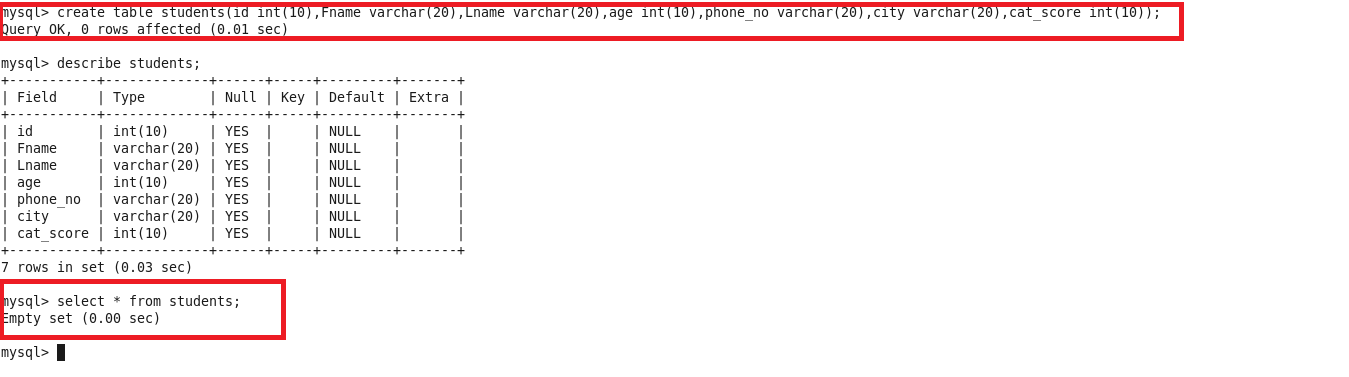 mysql> create table students(id int(10),Fname varchar(20),Lname varchar(20),age int(10),phone_no varchar(20),city varchar(20),cat_score int(10));
Query OK, 0 rows affected (0.01 sec)
mysql> describe students;
+-----------+-------------+------+-----+---------+-------+
| Field     | Type        | Null | Key | Default | Extra |
+-----------+-------------+------+-----+---------+-------+
| id        | int(10)     | YES  |     | NULL    |       |
| Fname     | varchar(20) | YES  |     | NULL    |       |
| Lname     | varchar(20) | YES  |     | NULL    |       |
| age       | int(10)     | YES  |     | NULL    |       |
| phone_no  | varchar(20) | YES  |     | NULL    |       |
| city      | varchar(20) | YES  |     | NULL    |       |
| cat_score | int(10)     | YES  |     | NULL    |       |
+-----------+-------------+------+-----+---------+-------+
7 rows in set (0.03 sec)
mysql> select * from students;
Empty set (0.00 sec)
mysql>